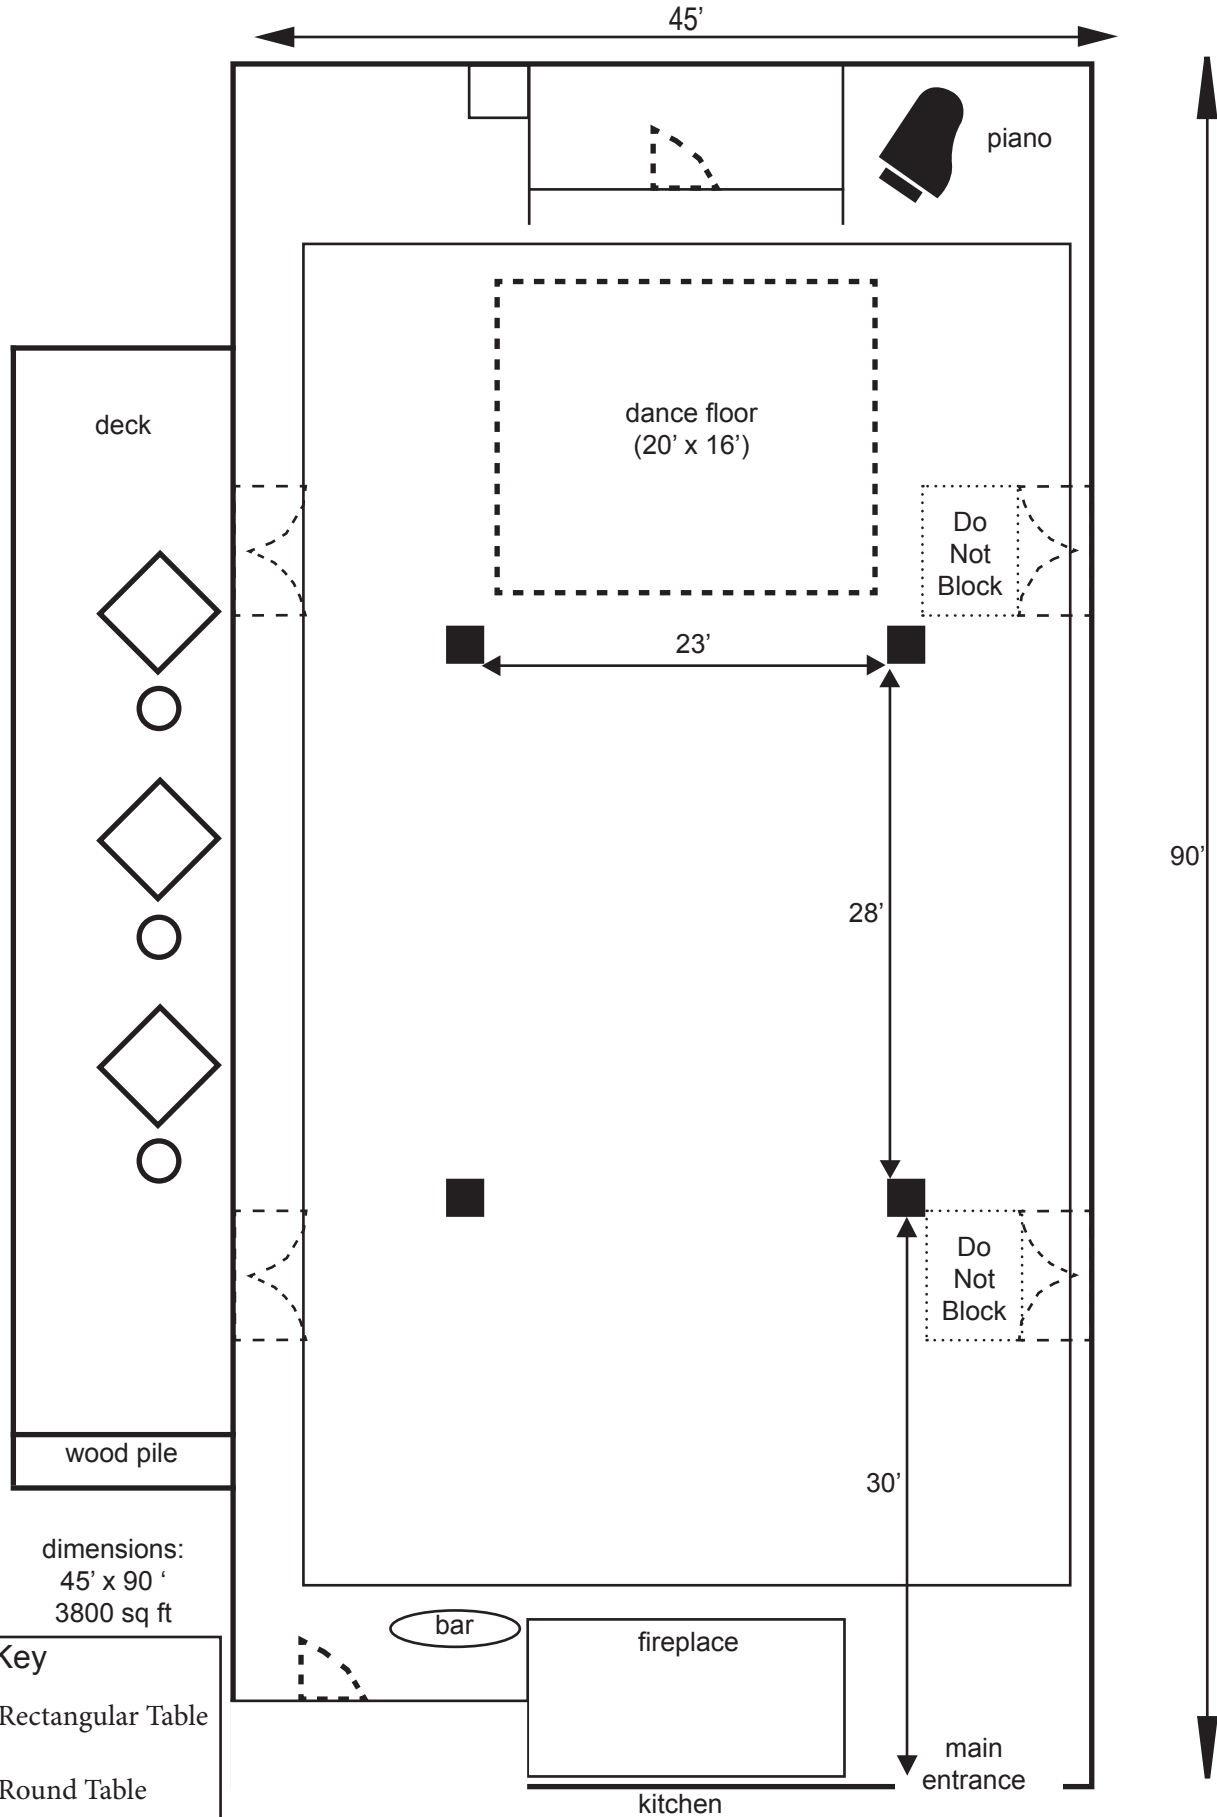 45’
piano
deck
dance floor
(20’ x 16’)
Do
Not
Block
23’
90’
28’
Do
Not
Block
wood pile
30’
dimensions:
45’ x 90 ‘
3800 sq ft
bar
fireplace
Key
Rectangular Table
Round Table
main
entrance
kitchen